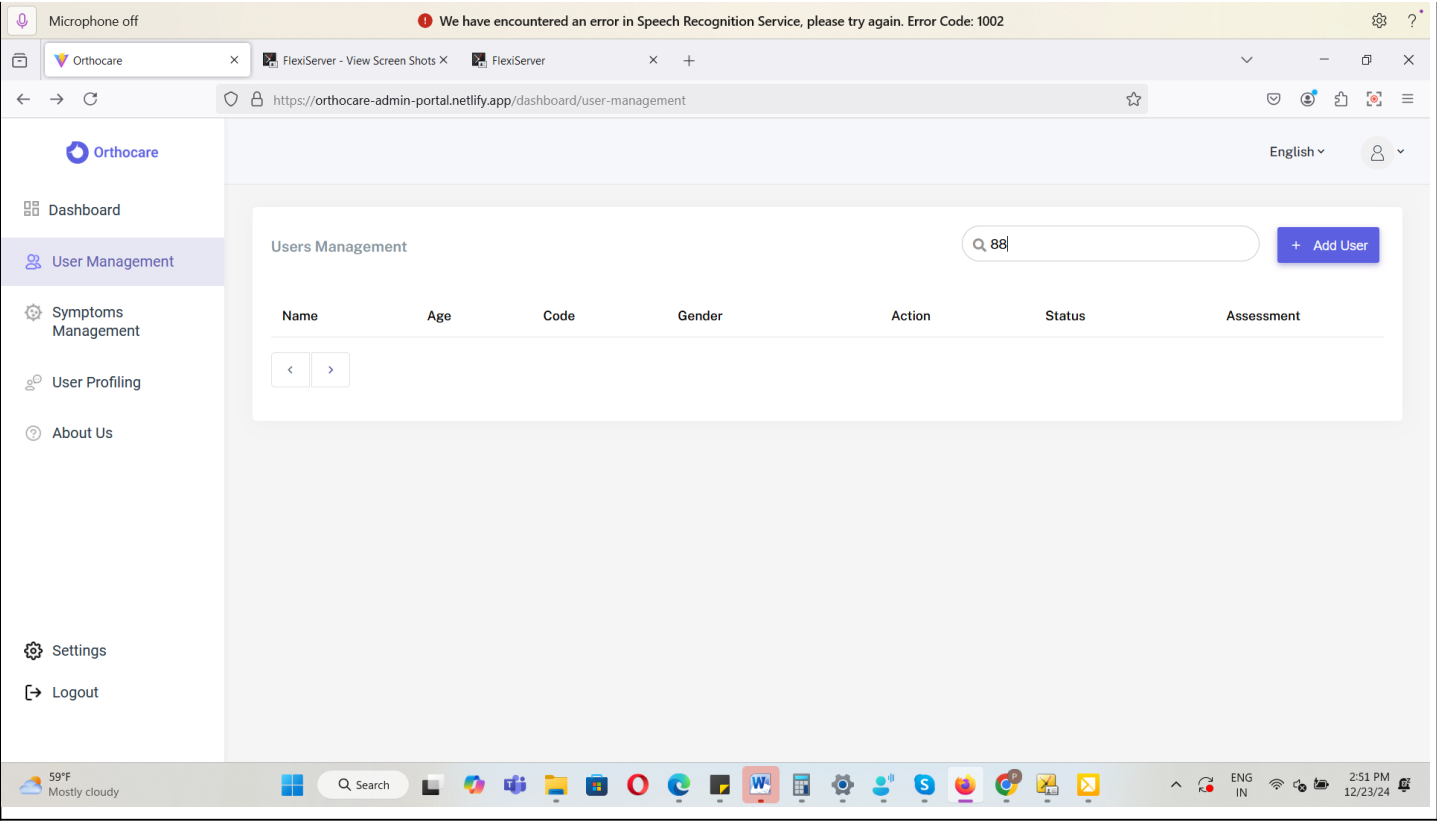 Microphone off
We have encountered an error in Speech Recognition Service, please try again. Error Code: 1002
?
Orthocare
FlexiServer - View Screen Shots
FlexiServer
https://orthocare-admin-portal.netlify.app/dashboard/user-management
Orthocare
English
Dashboard
User Management
Symptoms
Management
User Profiling
About Us
Settings
Logout
Users Management
88
+ Add User
Name Age Code Gender Action Status Assessment
< >
59°F
Mostly cloudy
Search
ENG
IN
2:51 PM
12/23/24